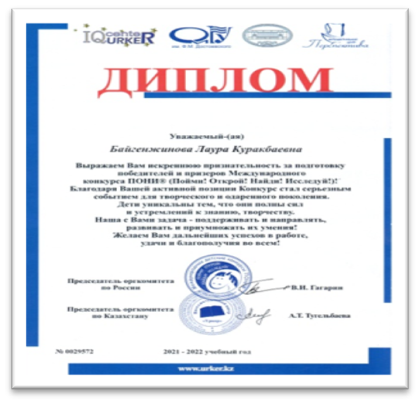 IQ center URKER
им. Ф.М. Достоевского
ДИПЛОМ
Уважаемый-(ая)
Байгенжинова Лаура Куракбаевна
Выражаем Вам искреннюю признательность за подготовку
победителей и призеров Международного
конкурса ПОНИ® (Пойми! Открой! Найди! Исследуй!)!
Благодаря Вашей активной позиции Конкурс стал серьезным
событием для творческого и одаренного поколения.
Дети уникальны тем, что они полны сил
и устремлений к знанию, творчеству.
Наша с Вами задача - поддерживать и направлять,
развивать и приумножать их умения!
Желаем Вам дальнейших успехов в работе,
удачи и благополучия во всем!
Председатель оргкомитета
по России
В.И. Гагарин
Председатель оргкомитета
по Казахстану
А.Т. Тугельбаева
№ 0029572
2021 - 2022 учебный год
www.urker.kz